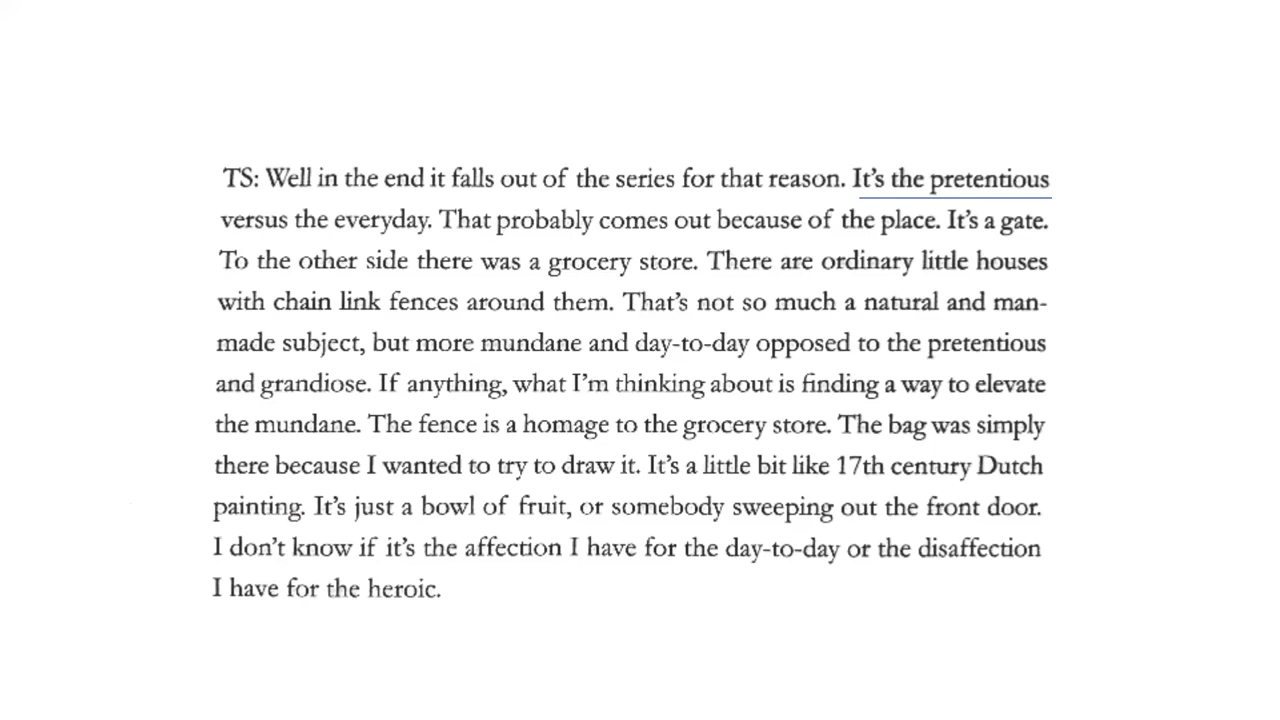 TS: Well in the end it falls out of the series for that reason. It's the pretentious
versus the everyday. That probably comes out because of the place. It's a gate.
To the other side there was a grocery store. There are ordinary little houses
with chain link fences around them. That's not so much a natural and man-
made subject, but more mundane and day-to-day opposed to the pretentious
and grandiose. If anything, what I'm thinking about is finding a way to elevate
the mundane. The fence is a homage to the grocery store. The bag was simply
there because I wanted to try to draw it. It's a little bit like 17th century Dutch
painting. It's just a bowl of fruit, or somebody sweeping out the front door.
I don't know if it's the affection I have for the day-to-day or the disaffection
I have for the heroic.